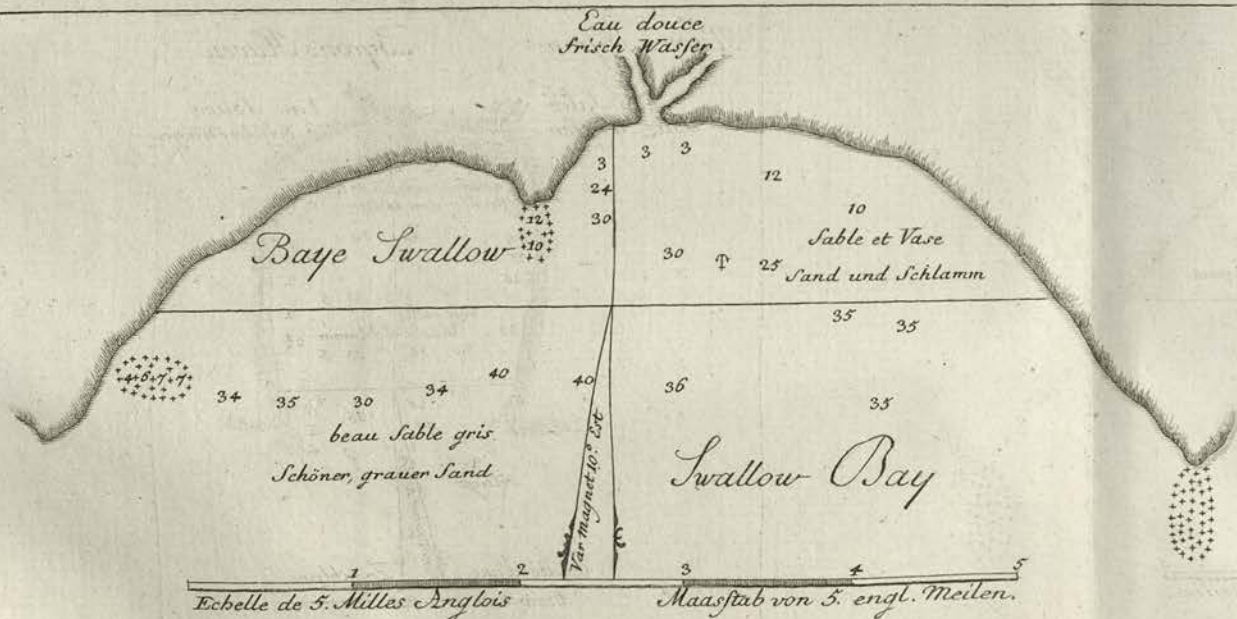 Eau douce
frisch Waſser
3 3 3
24
12
30
12
10
10
Baye Swallow
Sable et Vase
30 25
Sand und Schlamm
35 35
4 6 7 7
34 35 30 34 40 40 36 35
beau Sable gris
Schöner, grauer Sand
Swallow Bay
Var magnet 10.° Est
1 2 3 4 5
Echelle de 5. Milles Anglois
Maasſtab von 5. engl. Meilen.